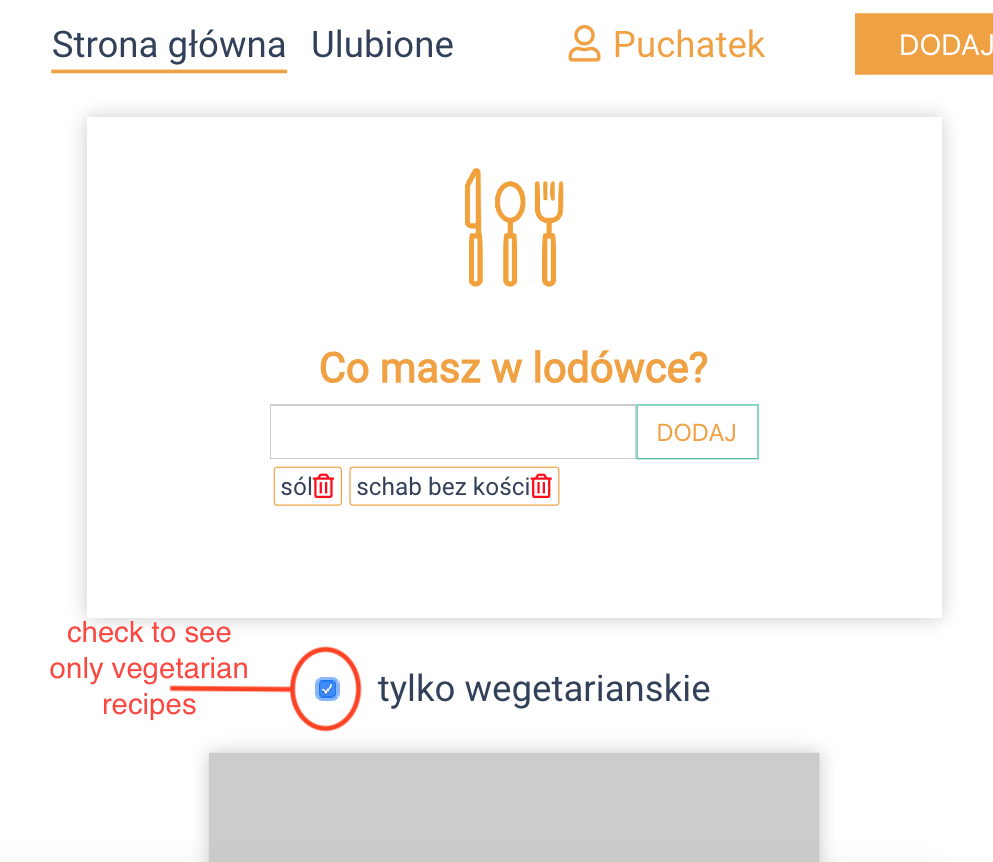 Strona główna Ulubione Puchatek DODAJ
Co masz w lodówce?
DODAJ
sól schab bez kości
check to see
only vegetarian
recipes
tylko wegetarianskie